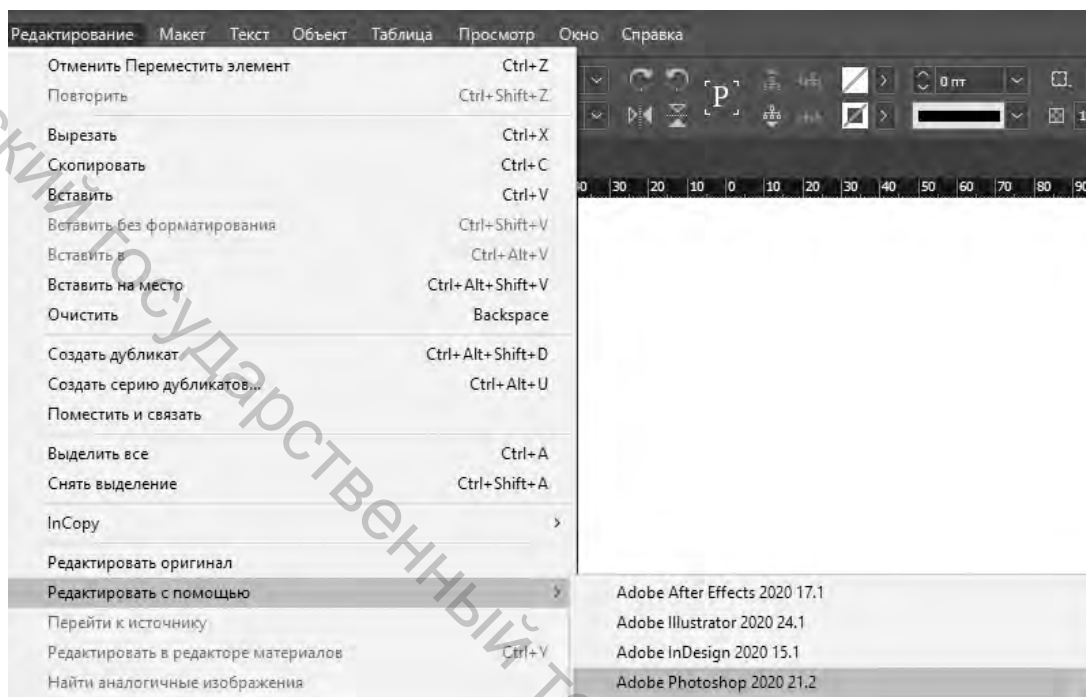 Редактирование Макет Текст Объект Таблица Просмотр Окно Справка
Отменить Переместить элемент Ctrl+Z
Повторить Ctrl+Shift+Z
Вырезать Ctrl+X
Скопировать Ctrl+C
Вставить Ctrl+V
Вставить без форматирования Ctrl+Shift+V
Вставить в Ctrl+Alt+V
Вставить на место Ctrl+Alt+Shift+V
Очистить Backspace
Создать дубликат Ctrl+Alt+Shift+D
Создать серию дубликатов... Ctrl+Alt+U
Поместить и связать
Выделить все Ctrl+A
Снять выделение Ctrl+Shift+A
InCopy
Редактировать оригинал
Редактировать с помощью
Перейти к источнику
Редактировать в редакторе материалов Ctrl+Y
Найти аналогичные изображения
Adobe After Effects 2020 17.1
Adobe Illustrator 2020 24.1
Adobe InDesign 2020 15.1
Adobe Photoshop 2020 21.2
P
0 пт
30 20 10 0 10 20 30 40 50 60 70 80
государственный